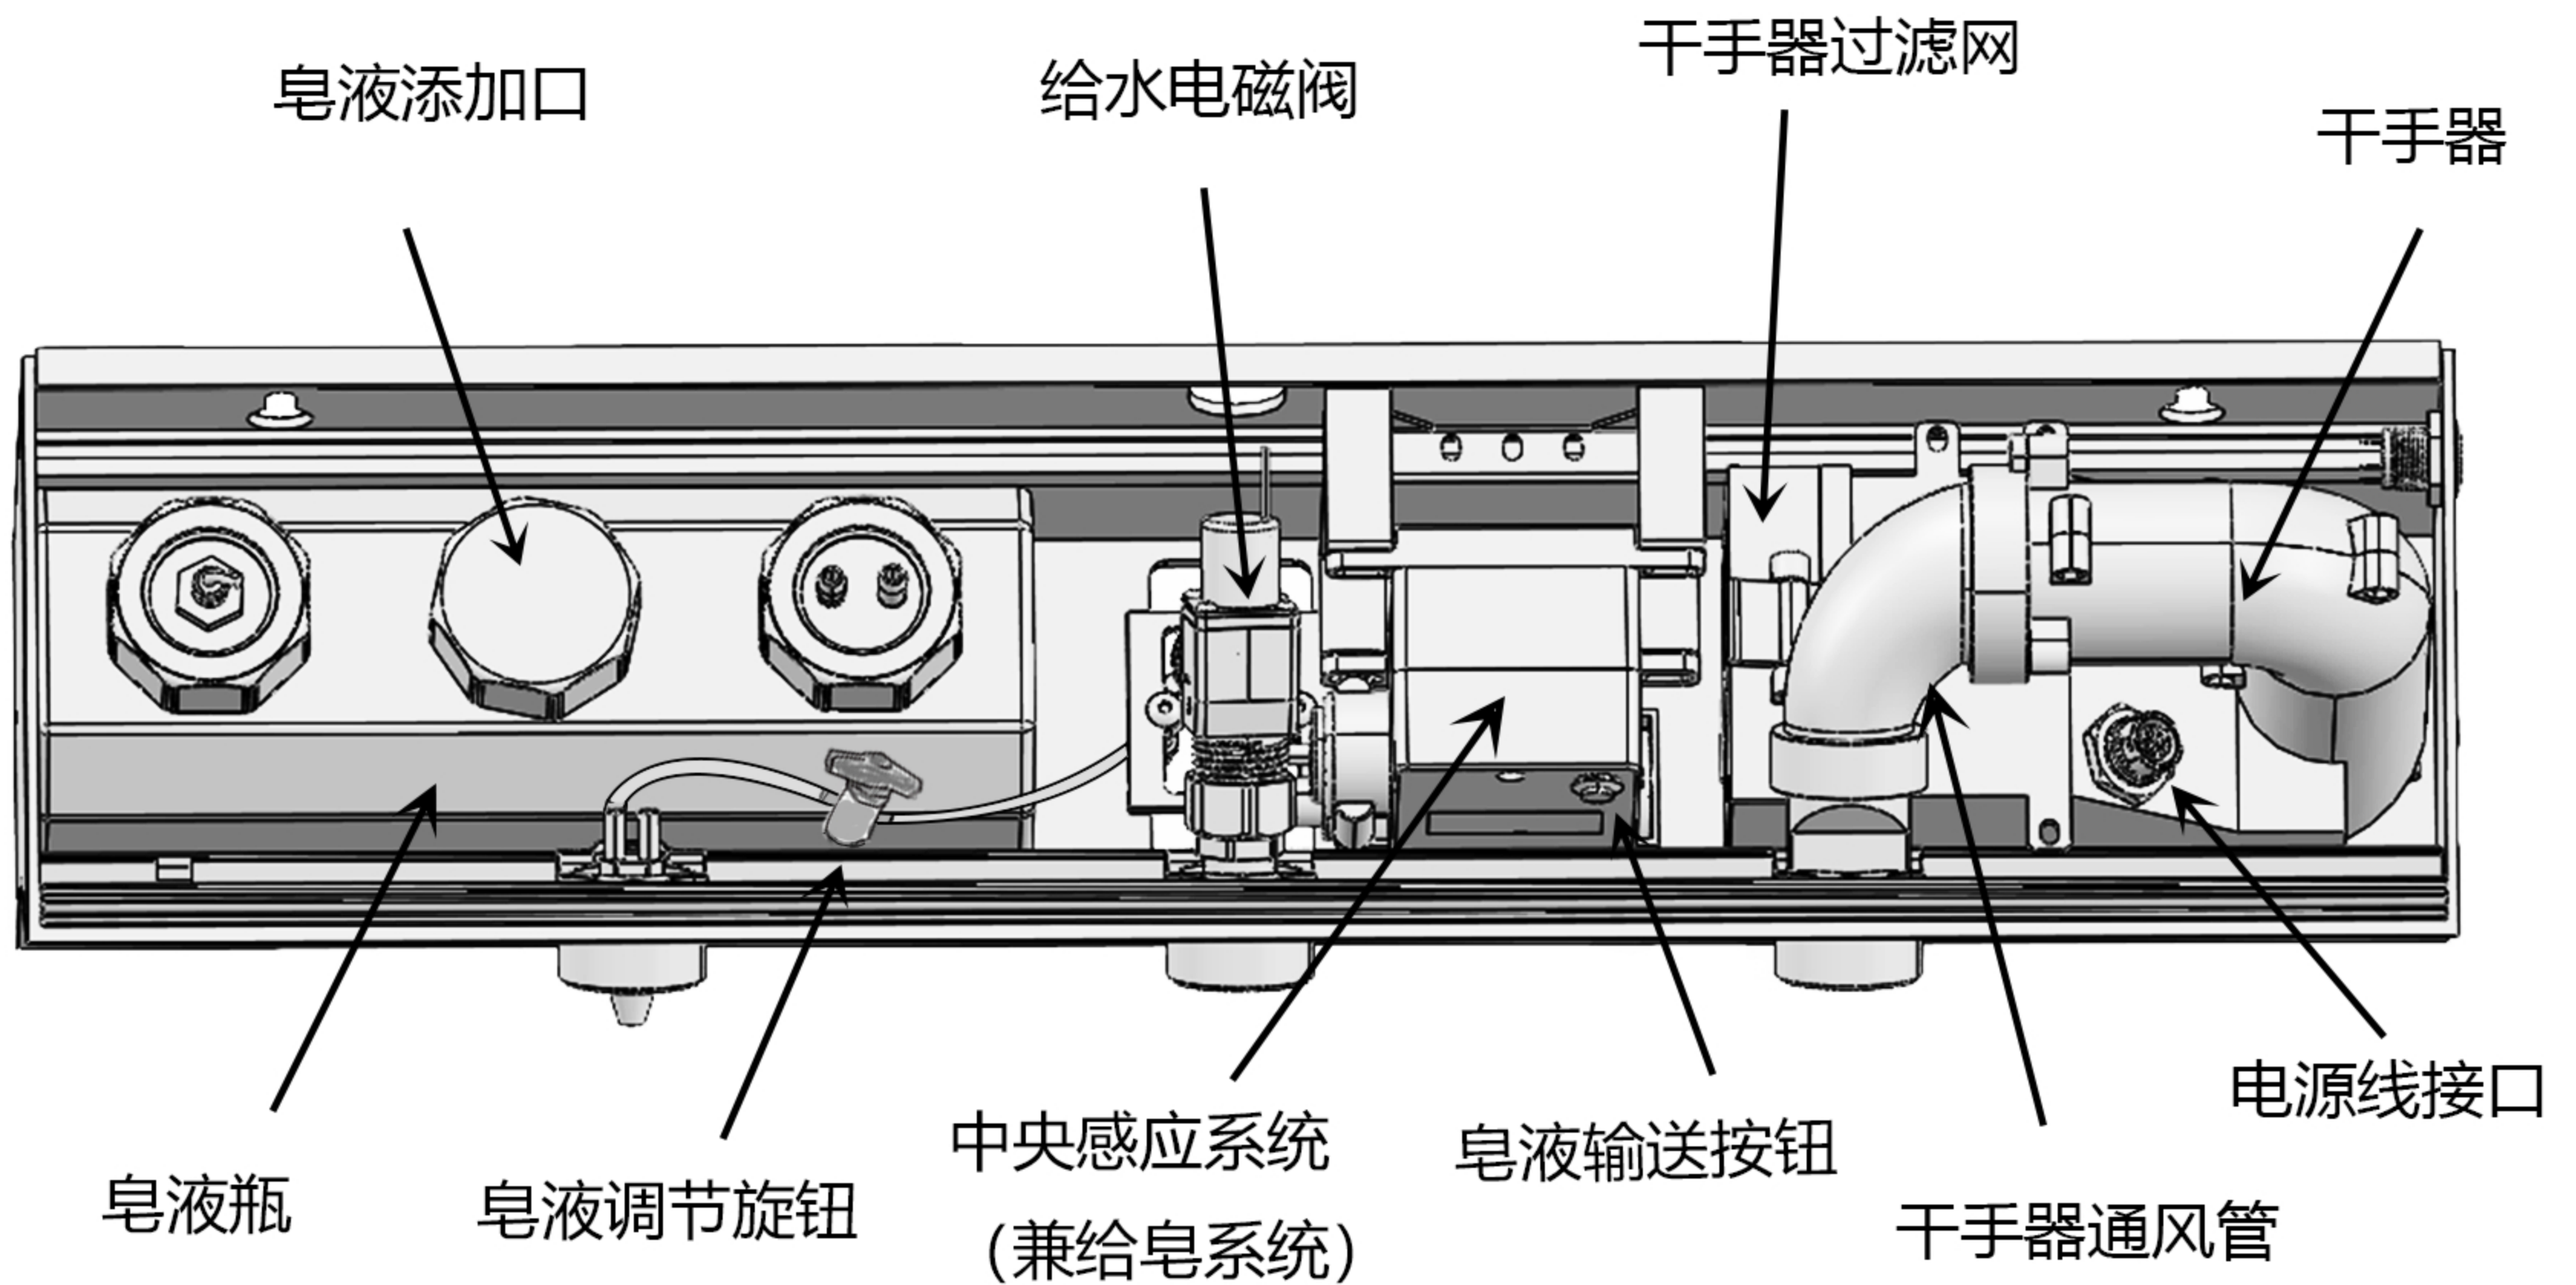 干手器过滤网
皂液添加口
给水电磁阀
干手器
电源线接口
中央感应系统
（兼给皂系统）
皂液输送按钮
皂液瓶
皂液调节旋钮
干手器通风管